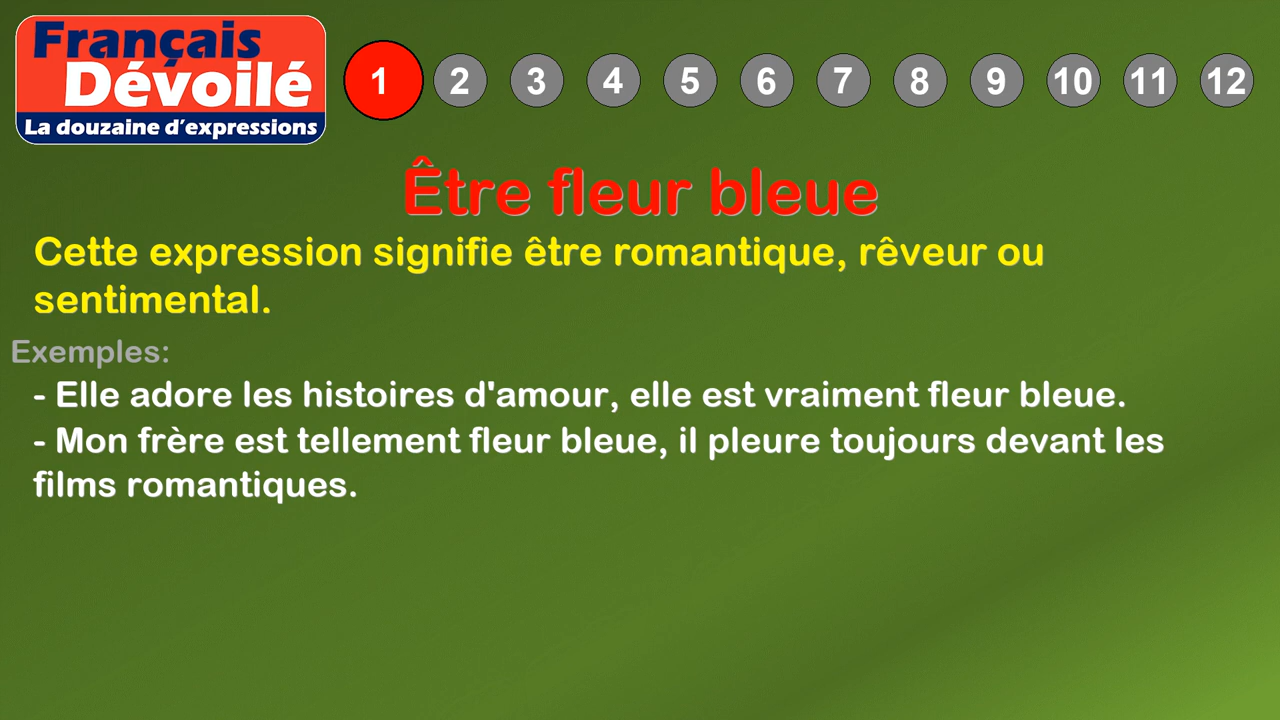 Français
Dévoilé
La douzaine d'expressions
1 2 3 4 5 6 7 8 9 10 11 12
Être fleur bleue
Cette expression signifie être romantique, rêveur ou
sentimental.
Exemples:
- Elle adore les histoires d'amour, elle est vraiment fleur bleue.
- Mon frère est tellement fleur bleue, il pleure toujours devant les
films romantiques.